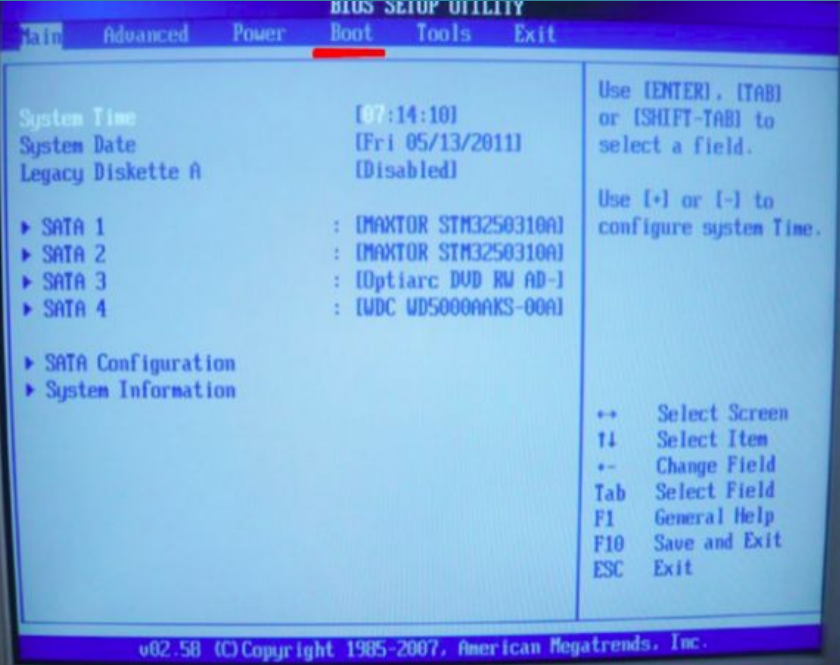 BIOS SETUP UTILITY
Main Advanced Power Boot Tools Exit
System Time [07:14:10]
System Date [Fri 05/13/2011]
Legacy Diskette A [Disabled]
SATA 1 : [MAXTOR STM3250310A]
SATA 2 : [MAXTOR STM3250310A]
SATA 3 : [Optiarc DVD RW AD-]
SATA 4 : [WDC WD5000AAKS-00A]
SATA Configuration
System Information
Use [ENTER], [TAB]
or [SHIFT-TAB] to
select a field.
Use [+] or [-] to
configure system Time.
↔ Select Screen
↑↓ Select Item
+- Change Field
Tab Select Field
F1 General Help
F10 Save and Exit
ESC Exit
v02.58 (C)Copyright 1985-2007, American Megatrends, Inc.